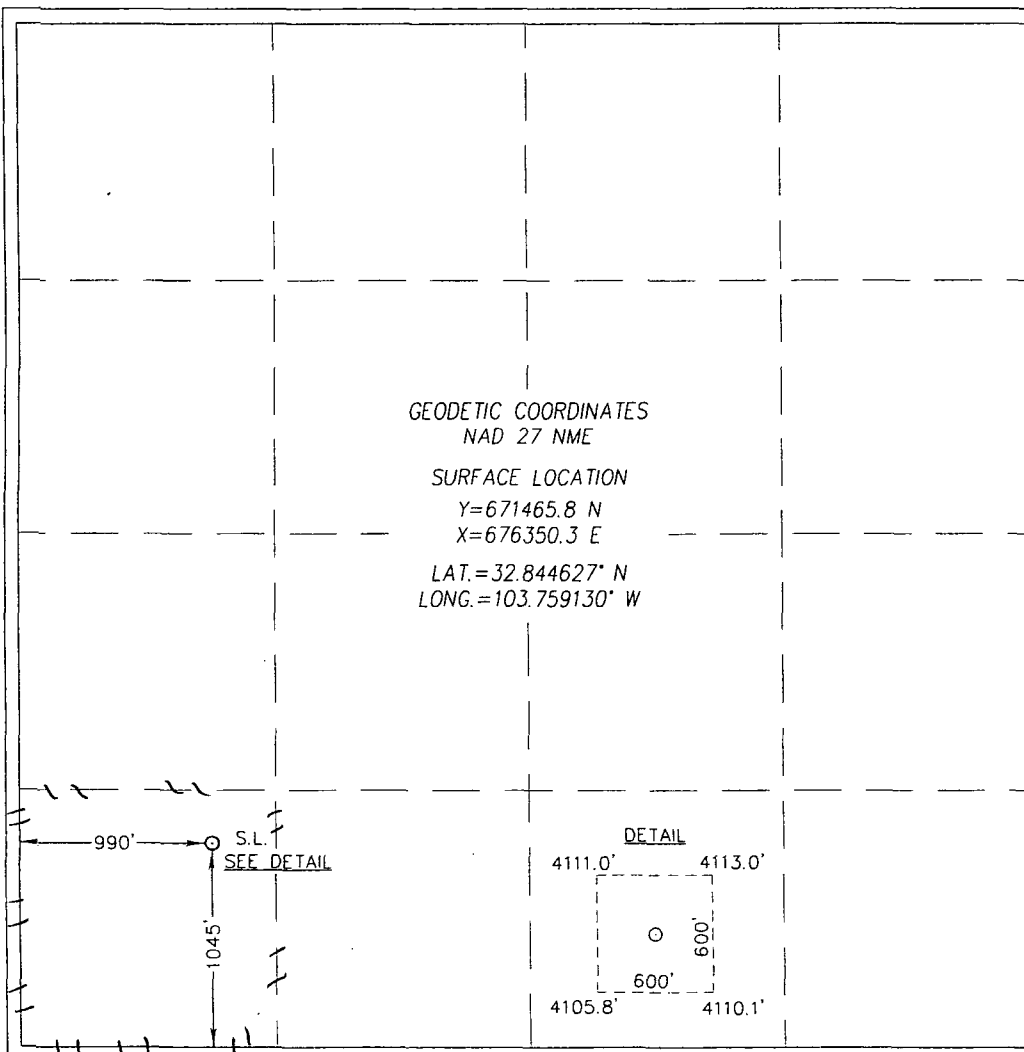 GEODETIC COORDINATES
NAD 27 NME
SURFACE LOCATION
Y=671465.8 N
X=676350.3 E
LAT.=32.844627° N
LONG.=103.759130° W
990'
S.L.
SEE DETAIL
1045'
DETAIL
4111.0' 4113.0'
600'
600'
4105.8' 4110.1'